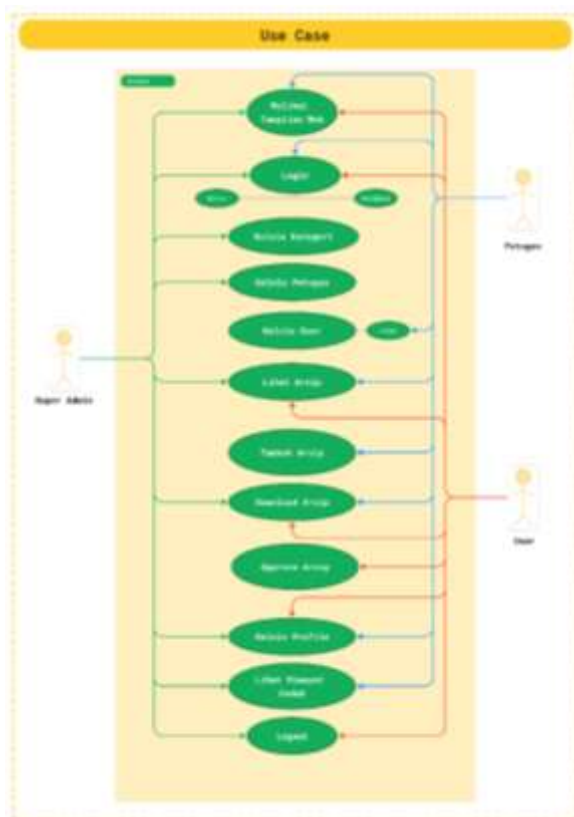 Use Case
Melihat
Tampilan Web
Login
Petugas
Kelola Kategori
Kelola Petugas
Kelola User
Lihat Arsip
Super Admin
Tambah Arsip
Download Arsip
User
Approve Arsip
Kelola Profile
Lihat Riwayat
Unduh
Logout